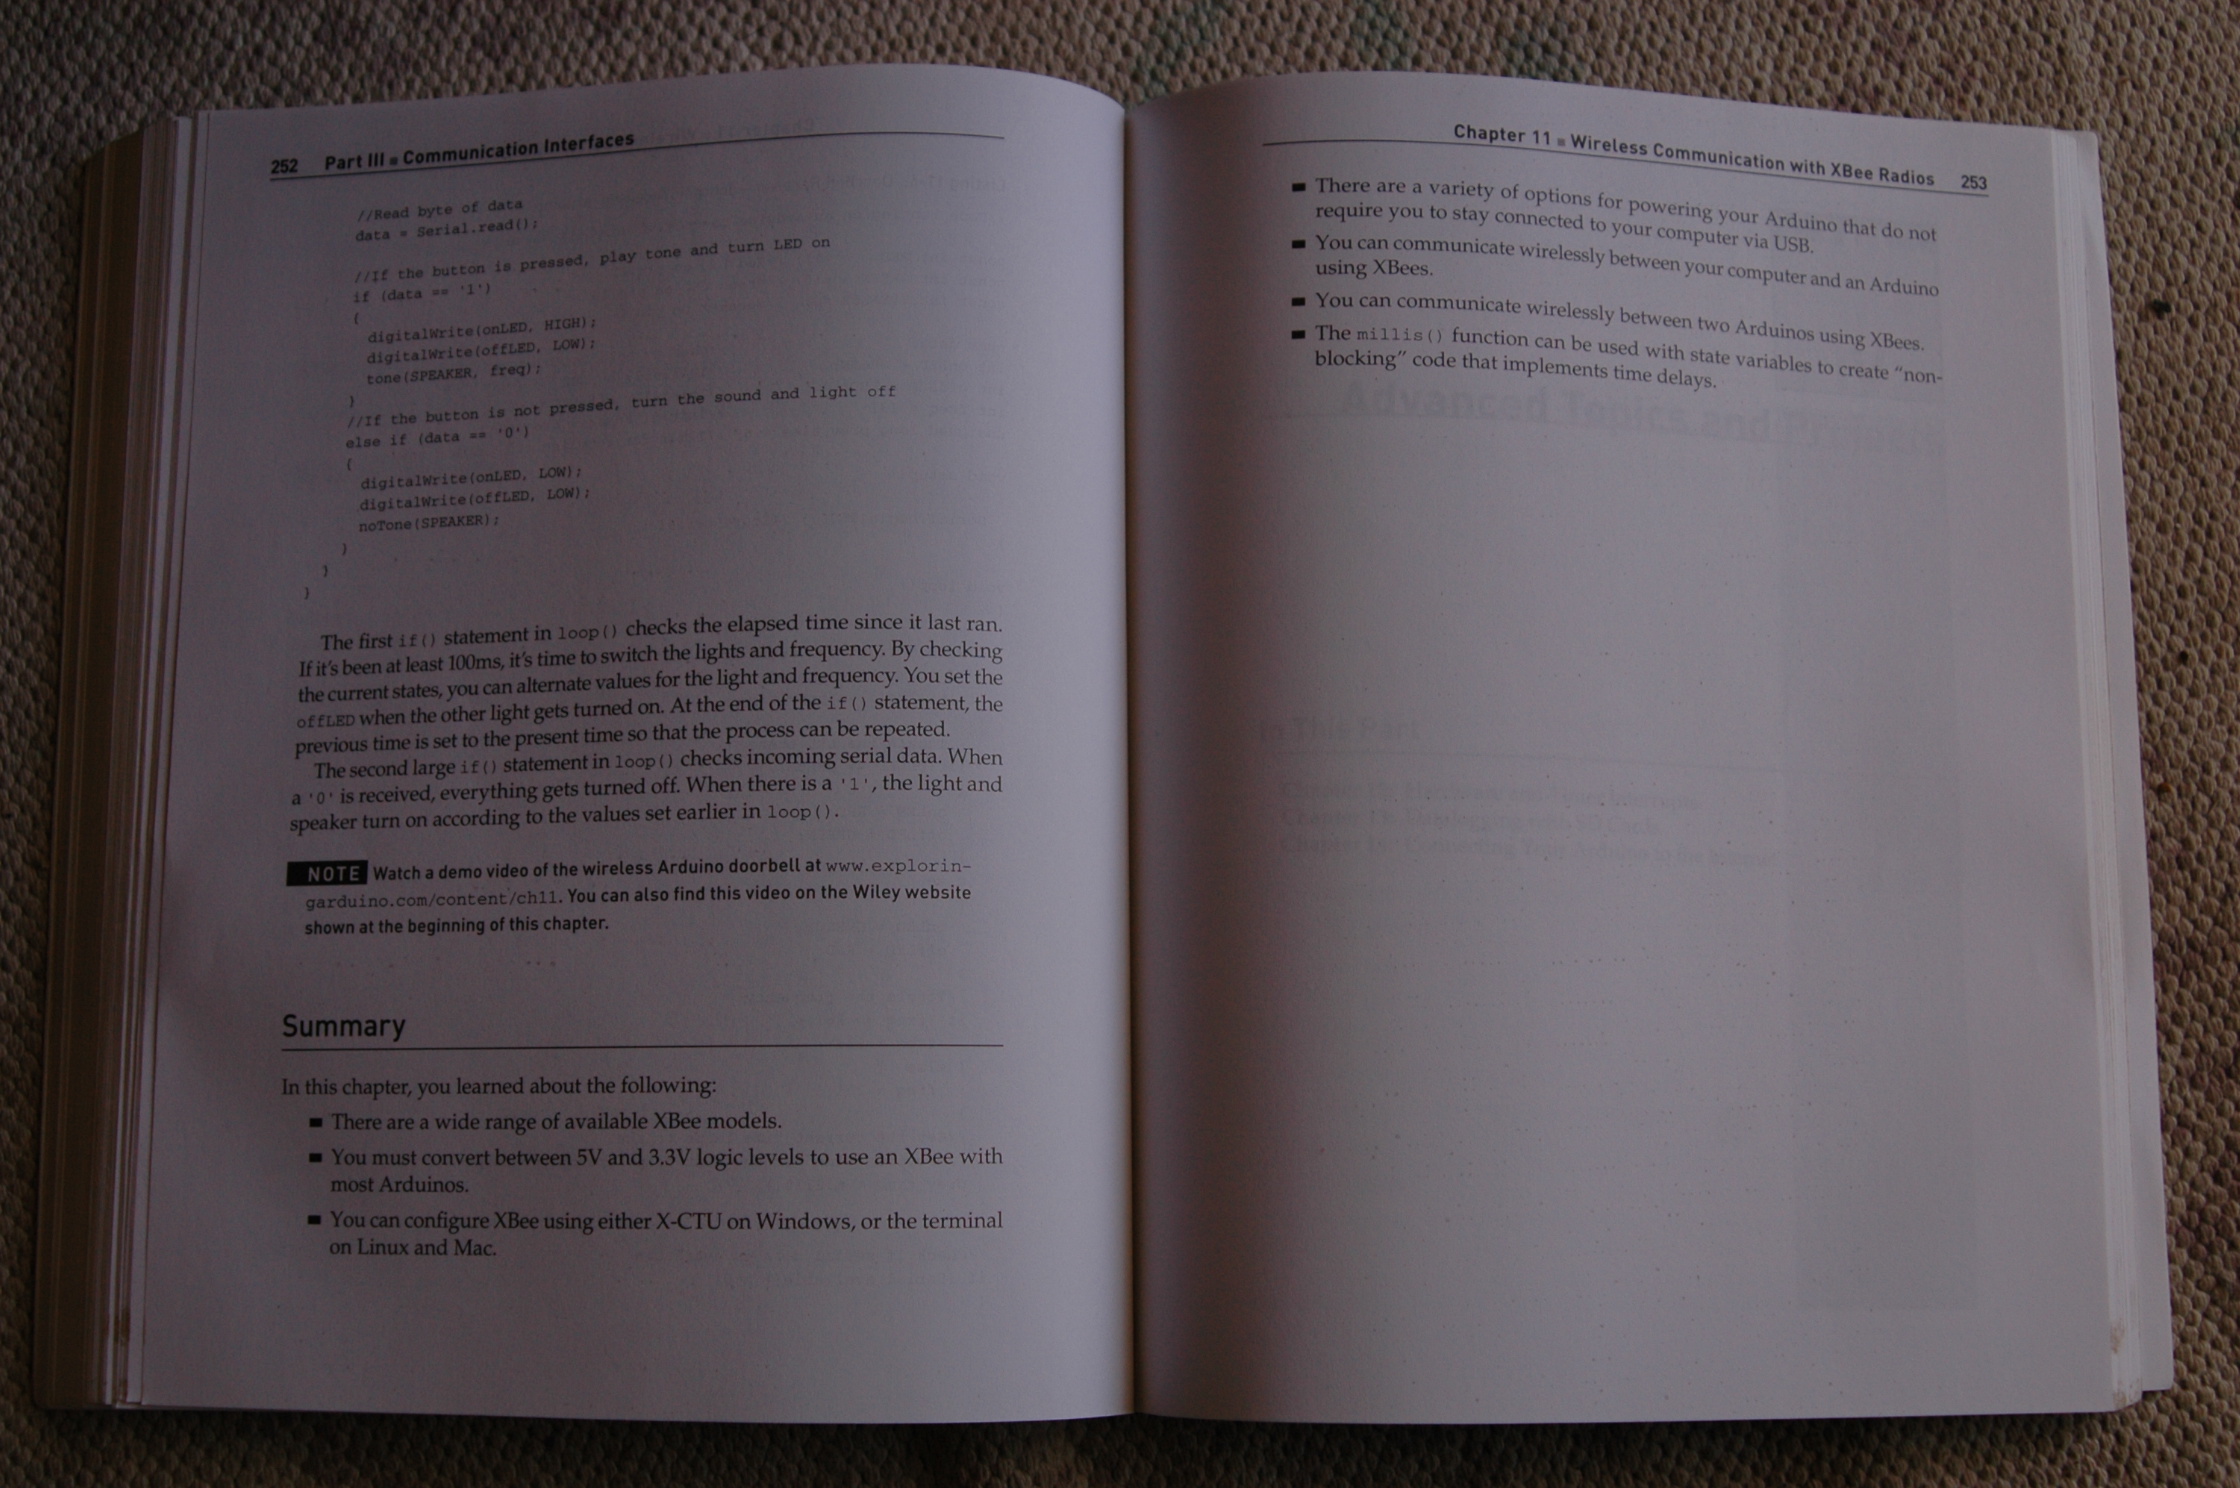 252 Part III ■ Communication Interfaces
//Read byte of data
data = Serial.read();
//If the button is pressed, play tone and turn LED on
if (data == '1')
{
digitalWrite(onLED, HIGH);
digitalWrite(offLED, LOW);
tone(SPEAKER, freq);
}
//If the button is not pressed, turn the sound and light off
else if (data == '0')
{
digitalWrite(onLED, LOW);
digitalWrite(offLED, LOW);
noTone(SPEAKER);
}
}
}
The first if() statement in loop() checks the elapsed time since it last ran.
If it's been at least 100ms, it's time to switch the lights and frequency. By checking
the current states, you can alternate values for the light and frequency. You set the
offLED when the other light gets turned on. At the end of the if() statement, the
previous time is set to the present time so that the process can be repeated.
The second large if() statement in loop() checks incoming serial data. When
a '0' is received, everything gets turned off. When there is a '1', the light and
speaker turn on according to the values set earlier in loop().
NOTE Watch a demo video of the wireless Arduino doorbell at www.explorin-
garduino.com/content/ch11. You can also find this video on the Wiley website
shown at the beginning of this chapter.
Summary
In this chapter, you learned about the following:
■ There are a wide range of available XBee models.
■ You must convert between 5V and 3.3V logic levels to use an XBee with
most Arduinos.
■ You can configure XBee using either X-CTU on Windows, or the terminal
on Linux and Mac.
Chapter 11 ■ Wireless Communication with XBee Radios 253
■ There are a variety of options for powering your Arduino that do not
require you to stay connected to your computer via USB.
■ You can communicate wirelessly between your computer and an Arduino
using XBees.
■ You can communicate wirelessly between two Arduinos using XBees.
■ The millis() function can be used with state variables to create "non-
blocking" code that implements time delays.